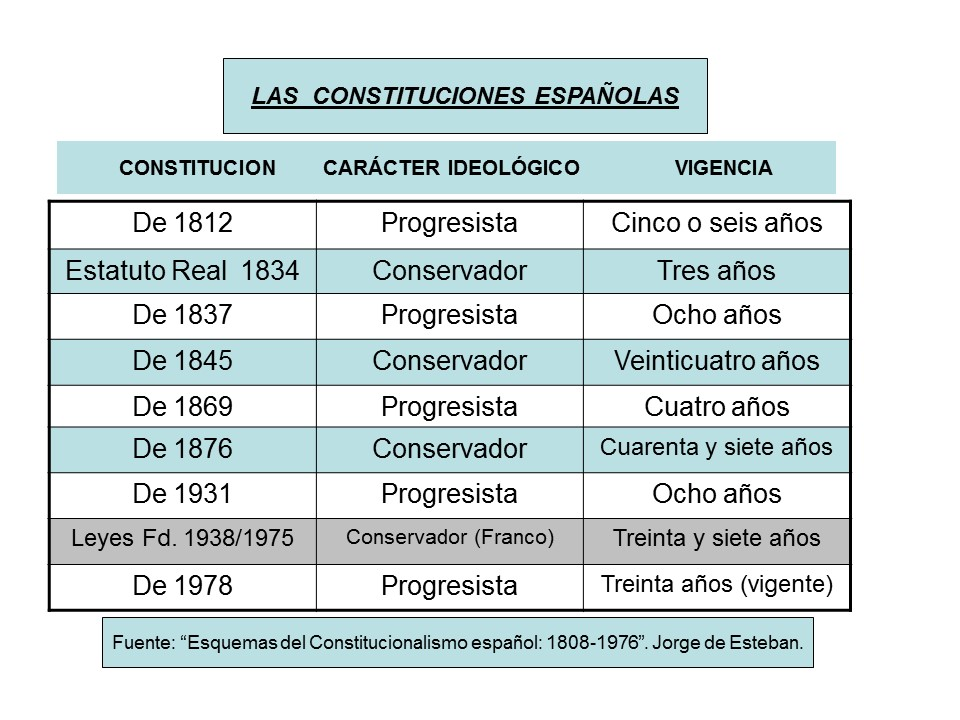 LAS CONSTITUCIONES ESPAÑOLAS
CONSTITUCION CARÁCTER IDEOLÓGICO VIGENCIA
De 1812 Progresista Cinco o seis años
Estatuto Real 1834 Conservador Tres años
De 1837 Progresista Ocho años
De 1845 Conservador Veinticuatro años
De 1869 Progresista Cuatro años
De 1876 Conservador Cuarenta y siete años
De 1931 Progresista Ocho años
Leyes Fd. 1938/1975 Conservador (Franco) Treinta y siete años
De 1978 Progresista Treinta años (vigente)
Fuente: “Esquemas del Constitucionalismo español: 1808-1976”. Jorge de Esteban.